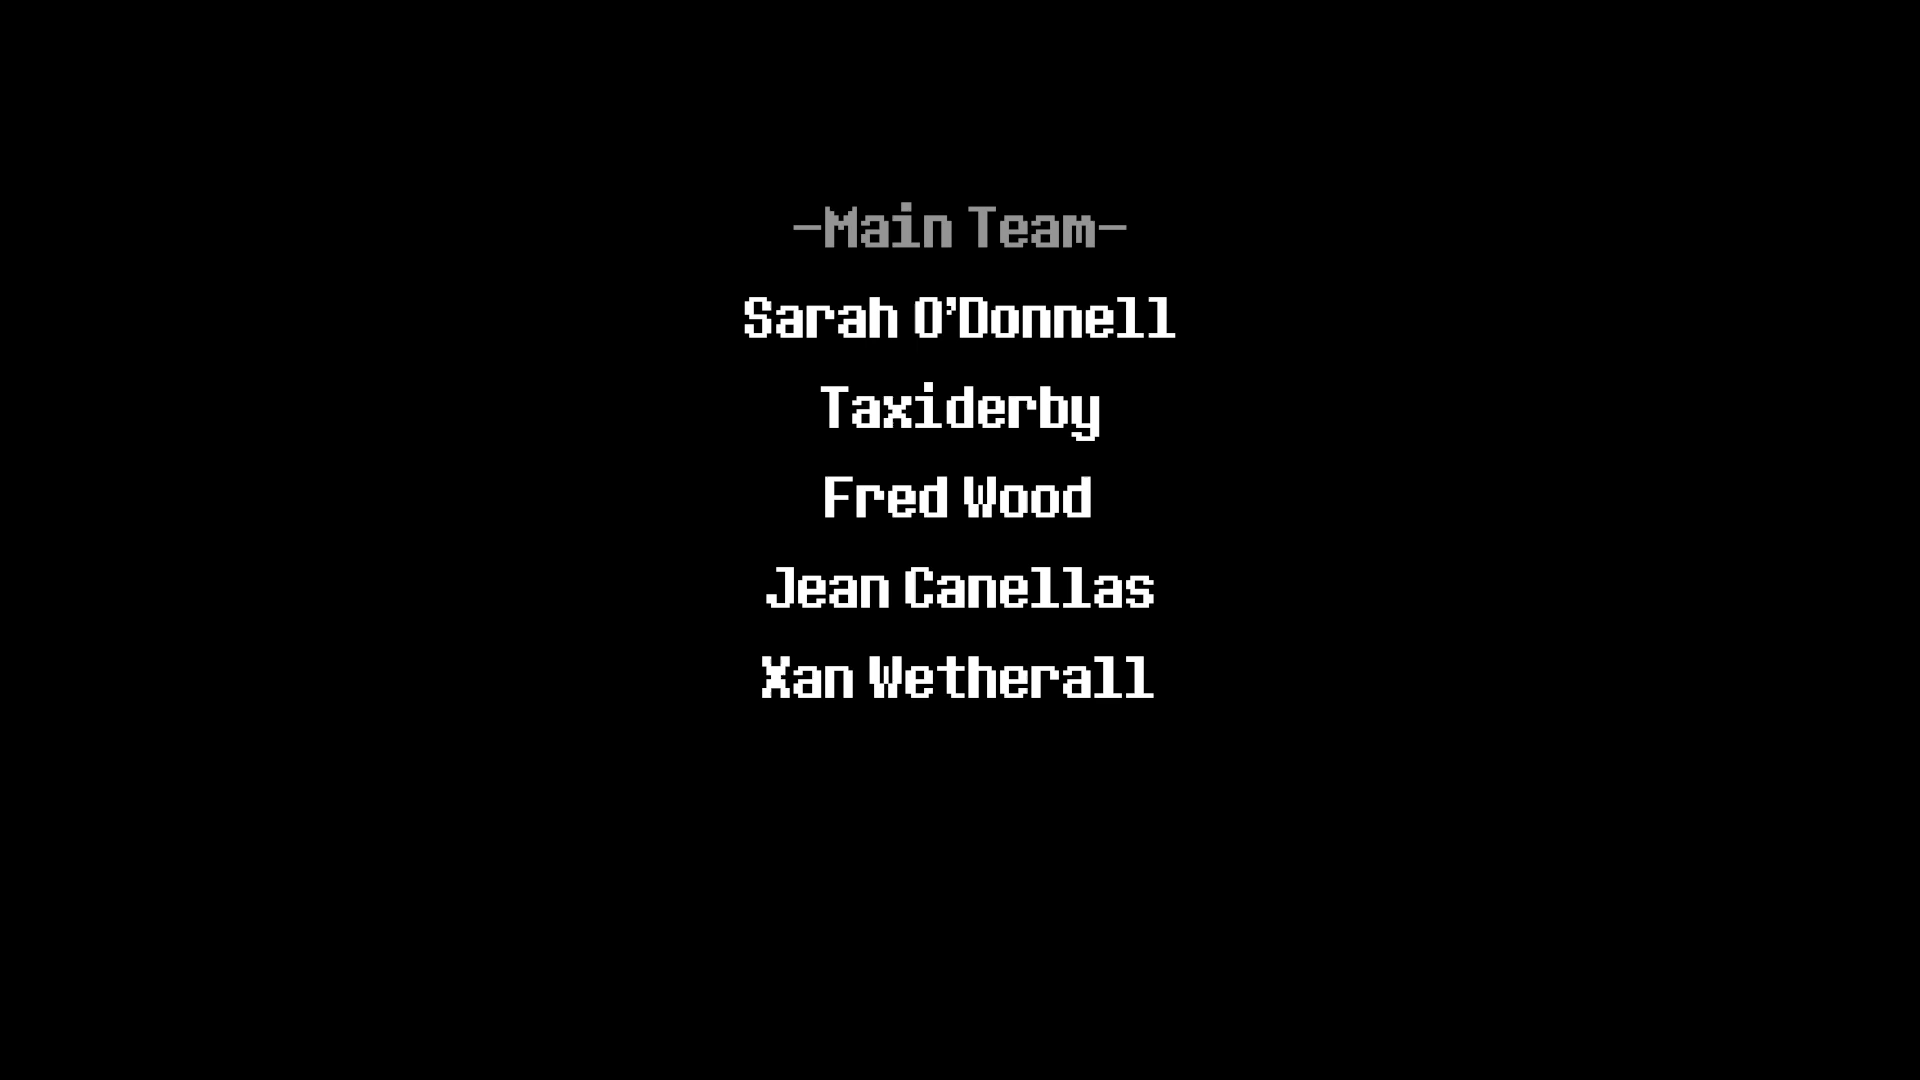 -Main Team-
Sarah O'Donnell
Taxiderby
Fred Wood
Jean Canellas
Xan Wetherall